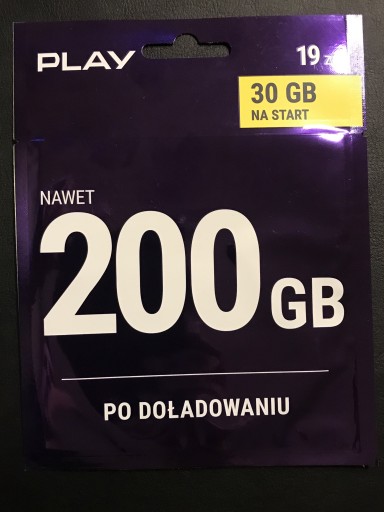 PLAY
19 zł
30 GB
NA START
NAWET
200 GB
PO DOŁADOWANIU